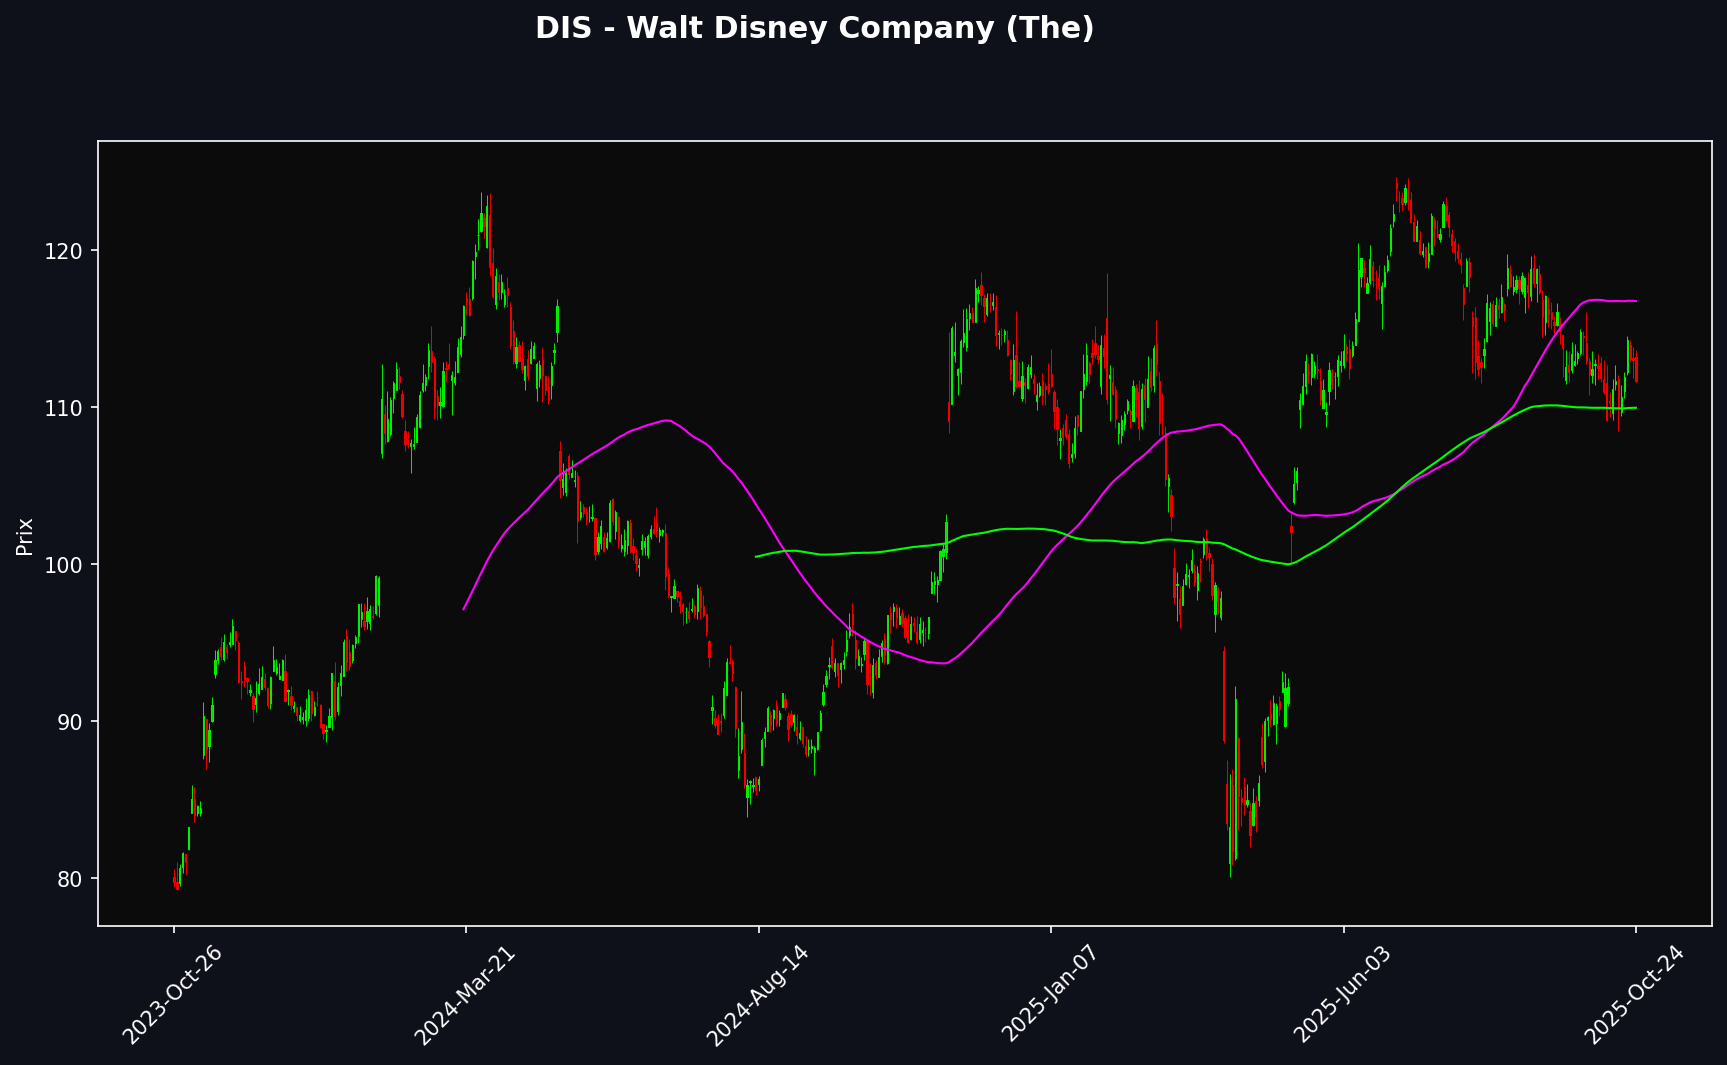 DIS - Walt Disney Company (The)
Prix
120
110
100
90
80
2023-Oct-26
2024-Mar-21
2024-Aug-14
2025-Jan-07
2025-Jun-03
2025-Oct-24